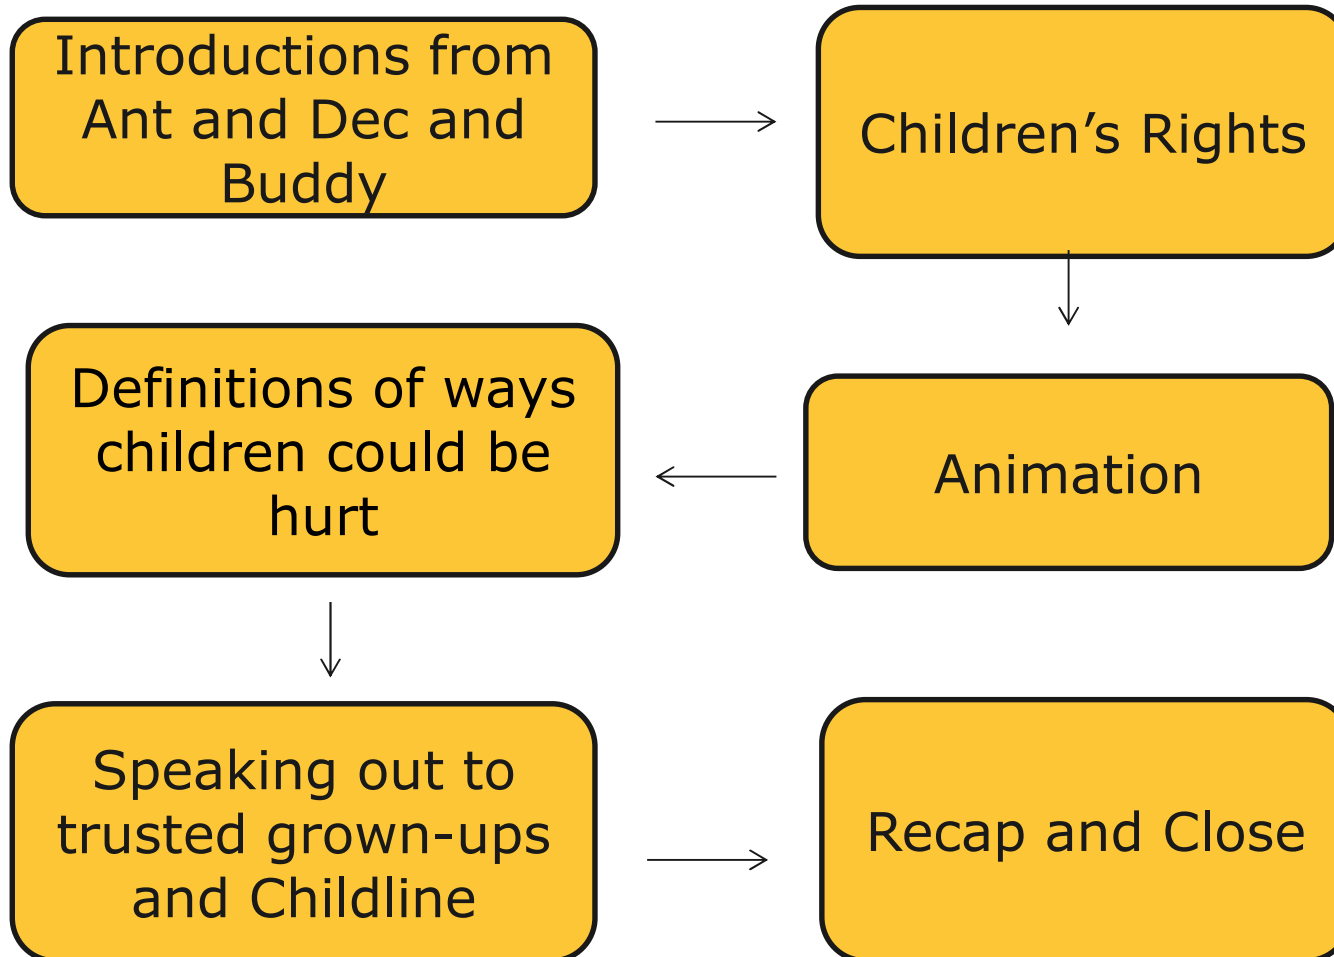 Introductions from
Ant and Dec and
Buddy
Children’s Rights
Animation
Definitions of ways
children could be
hurt
Speaking out to
trusted grown-ups
and Childline
Recap and Close